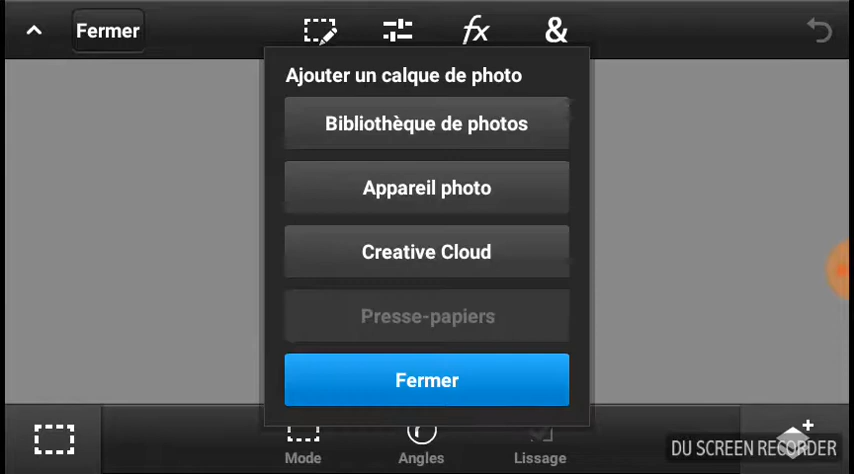 Fermer
fx
&
Ajouter un calque de photo
Bibliothèque de photos
Appareil photo
Creative Cloud
Presse-papiers
Fermer
Mode
Angles
Lissage
DU SCREEN RECORDER